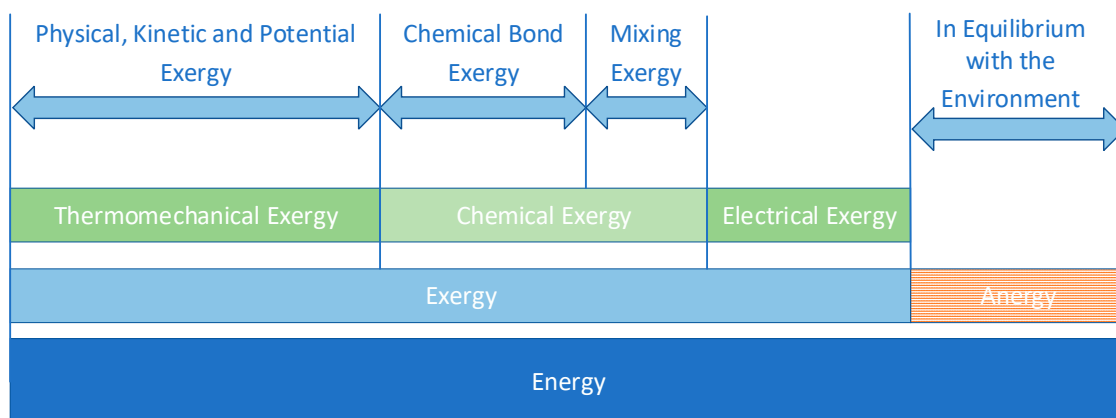 Physical, Kinetic and Potential
Exergy
Chemical Bond
Exergy
Mixing
Exergy
In Equilibrium
with the
Environment
Thermomechanical Exergy
Chemical Exergy
Electrical Exergy
Exergy
Anergy
Energy